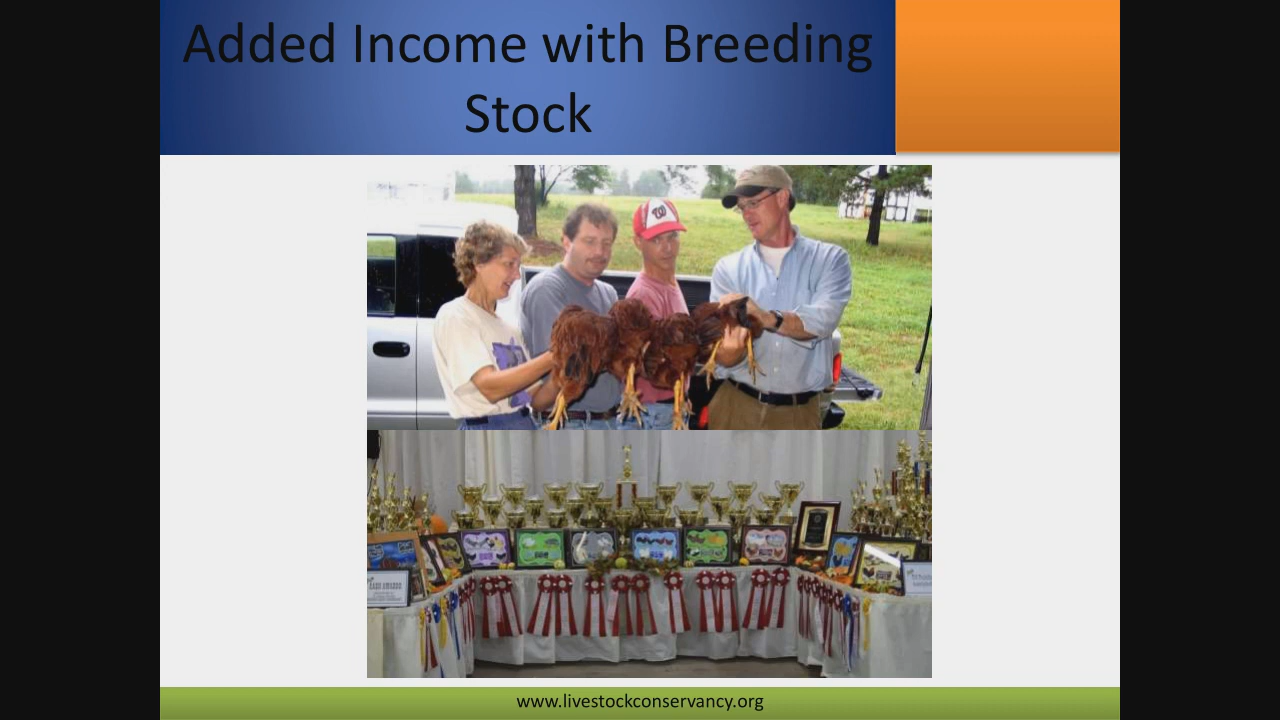 Added Income with Breeding
Stock
W
www.livestockconservancy.org